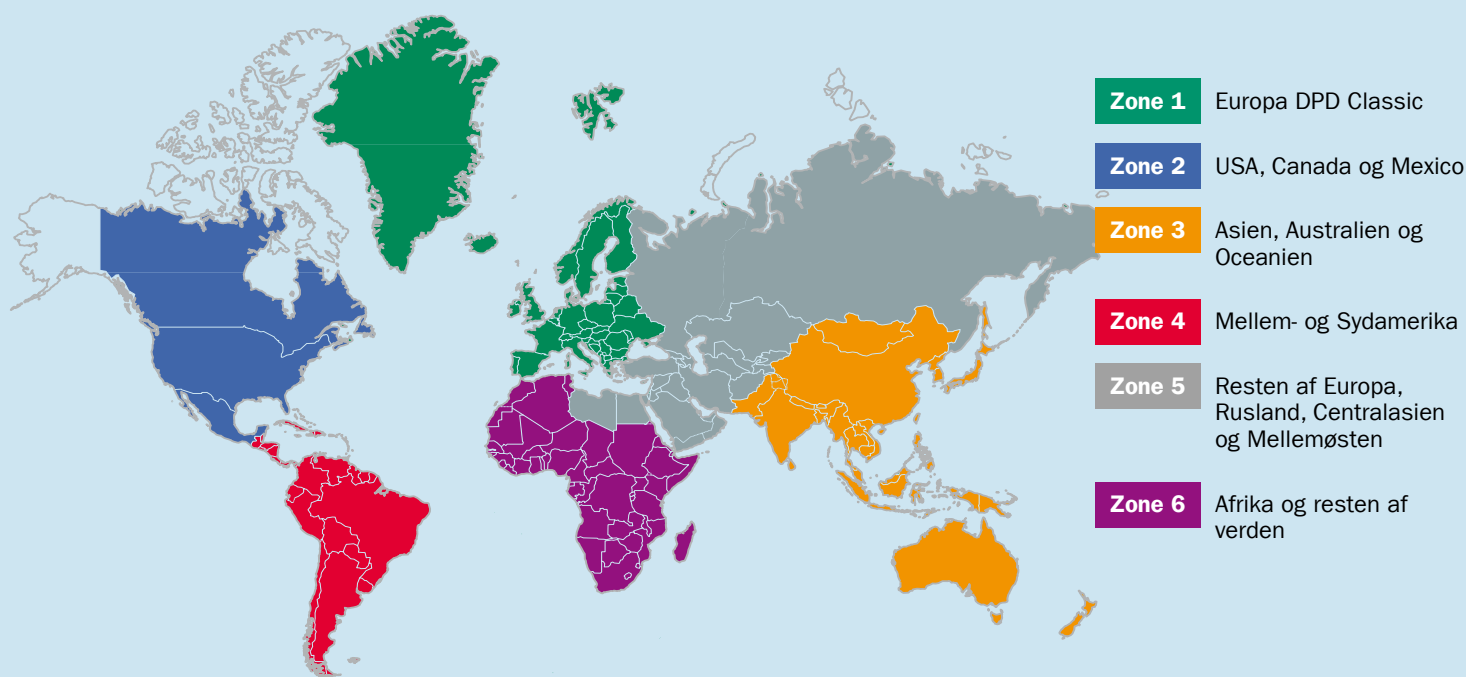 Zone 1 Europa DPD Classic
Zone 2 USA, Canada og Mexico
Zone 3 Asien, Australien og
Oceanien
Zone 4 Mellem- og Sydamerika
Zone 5 Resten af Europa,
Rusland, Centralasien
og Mellemøsten
Zone 6 Afrika og resten af
verden